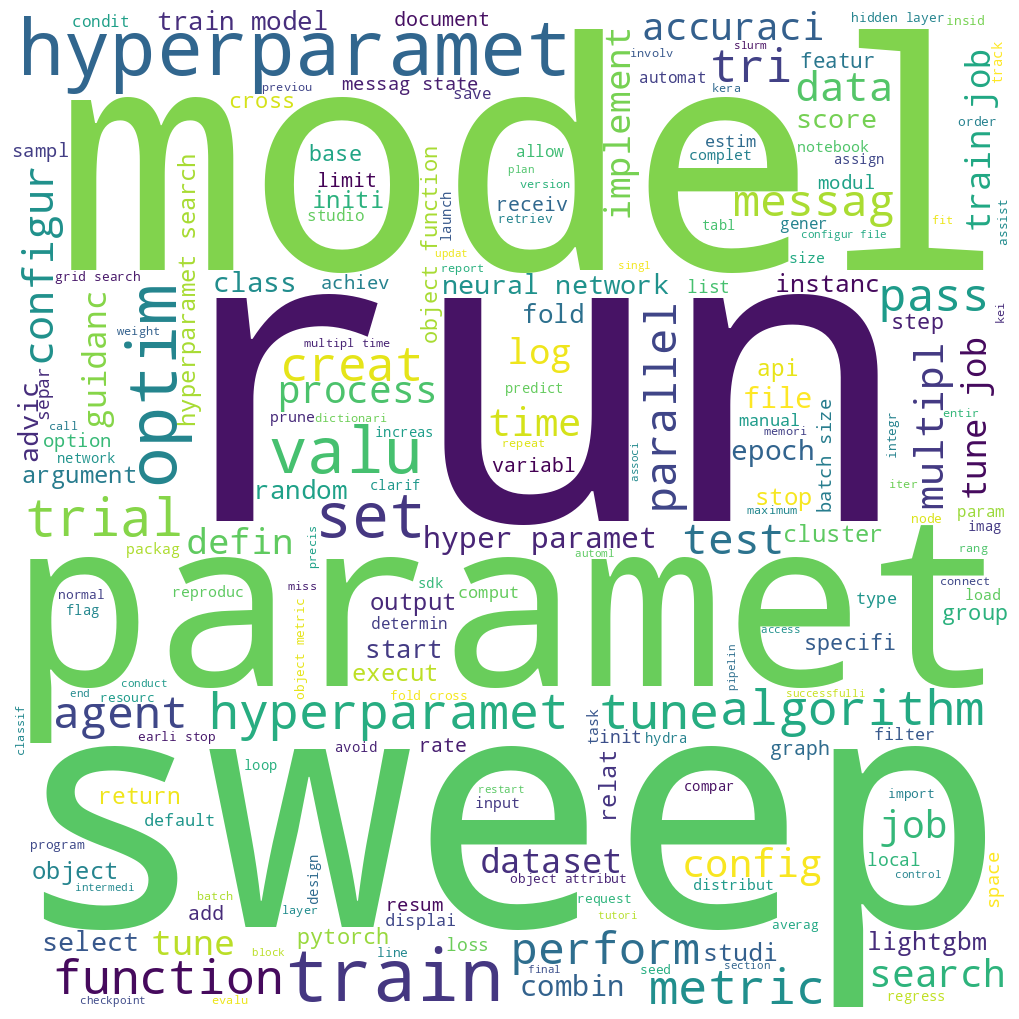 condit
train model
document
hidden layer
insid
hyperparamet
previou
messag state
save
involv
slurm
accuraci
tri
automat
kera
featur
data
score
notebook
track
train job
order
cross
model
sampl
configur
hyperparamet search
base
limit
initi
studio
allow
plan
version
receiv
retriev
implement
estim
complet
assign
modul
messag
tabl
gener
configur file
size
fit
assist
object function
launch
updat
report
singl
grid search
class
achiev
neural network
list
instanc
pass
step
kei
guidanc
optim
weight
multipl time
fold
creat
log
process
predict
parallel
run
api
file
manual
memori
multipl
tune job
advic
separ
call
option
network
argument
prune
dictionari
increas
time
repeat
valu
variabl
clarif
random
associ
epoch
batch size
stop
maximum
integr
entir
iter
param
node
imag
trial
set
defin
packag
precis
hyper paramet
test
cluster
automl
rang
normal
flag
reproduc
miss
sdk
comput
output
determin
connect
load
type
group
paramet
object metric
start
execut
access
specifi
pipelin
end
conduct
resourc
fold cross
successfulli
agent
hyperparamet tune
algorithm
classif
earli stop
avoid
rate
relat
task
init
hydra
graph
filter
loop
sweep
return
default
restart
input
compar
import
job
local
control
program
object
intermedi
dataset
object attribut
config
distribut
space
batch
layer
design
add
resum
displai
request
tutori
averag
select
tune
pytorch
line
loss
perform
studi
lightgbm
block
function
train
final
combin
seed
section
metric
search
checkpoint
evalu
regress